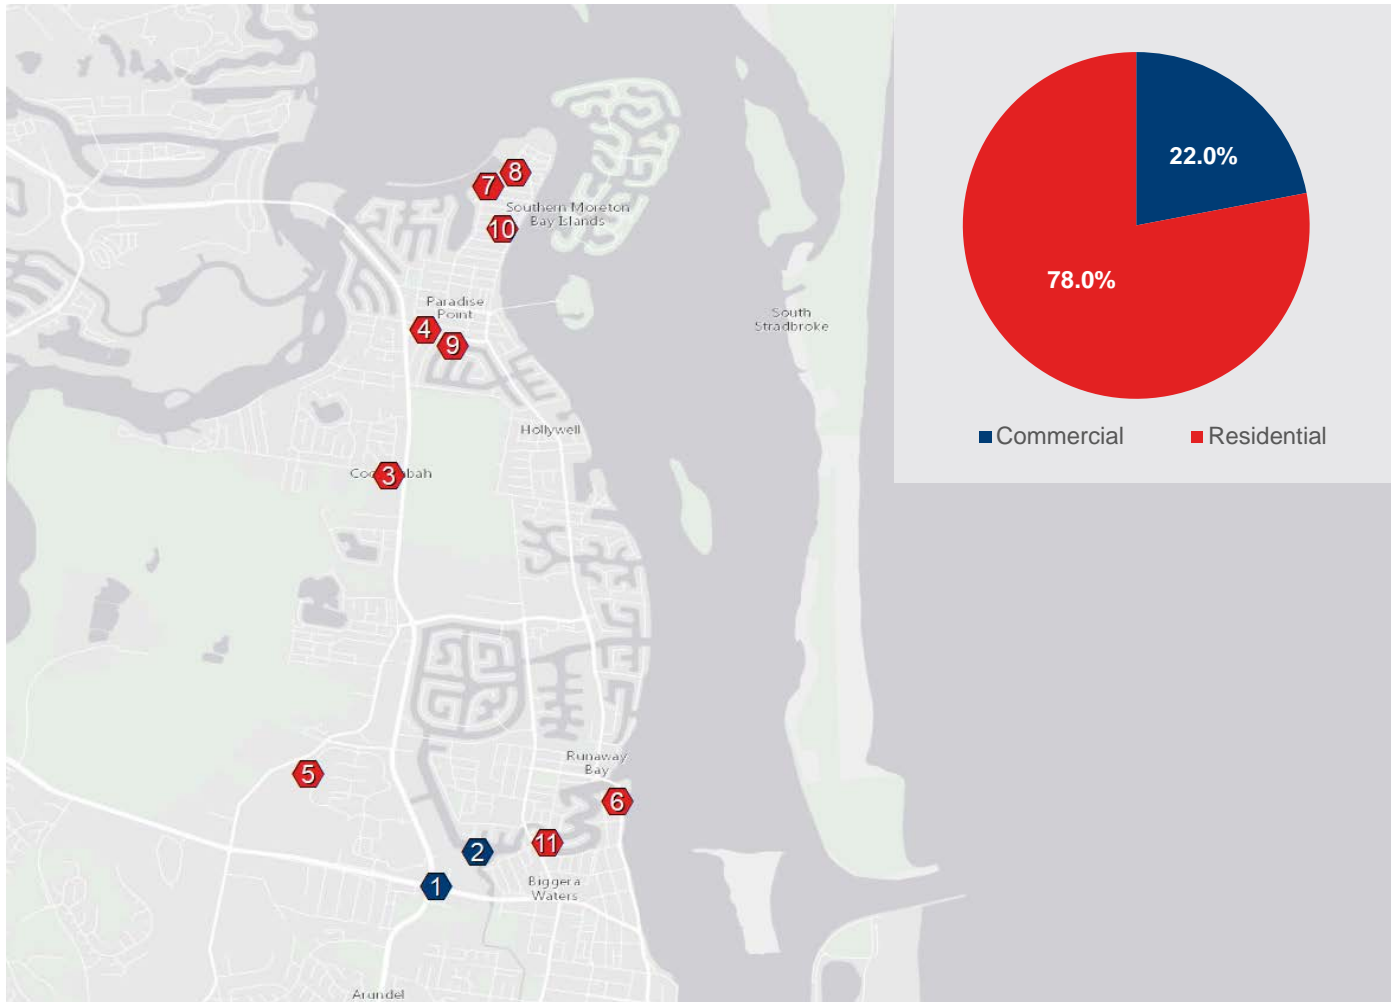 22.0%
78.0%
Commercial
Residential
8
7
Southern Moreton
Bay Islands
10
Paradise
Point
4
9
South
Stradbroke
Hollywell
3
Runaway
Bay
5
6
11
2
1
Biggera
Waters
Arundel